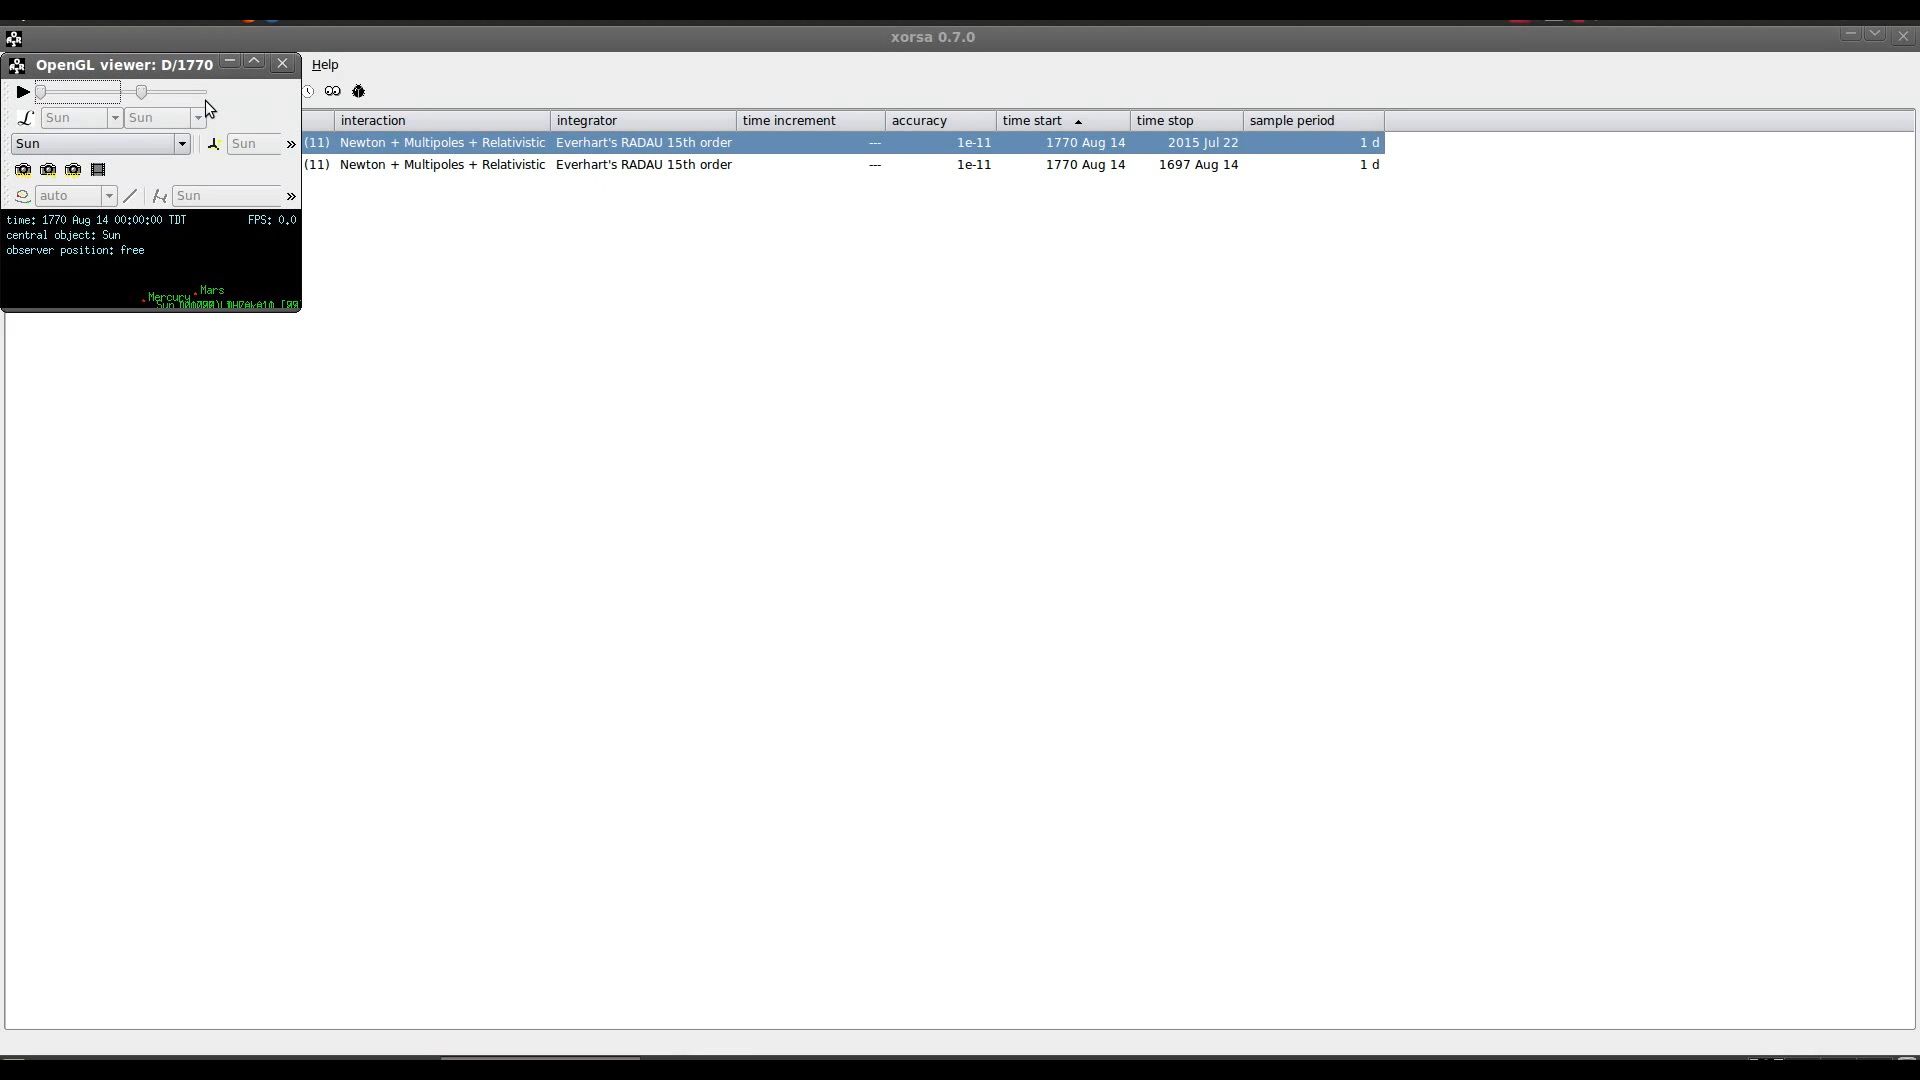 xorsa 0.7.0
OpenGL viewer: D/1770
Help
Sun Sun
Sun Sun
auto Sun
time: 1770 Aug 14 00:00:00 TDT FPS: 0.0
central object: Sun
observer position: free
Mars
Mercury
Sun
interaction integrator time increment accuracy time start time stop sample period
(11) Newton + Multipoles + Relativistic Everhart's RADAU 15th order --- 1e-11 1770 Aug 14 2015 Jul 22 1 d
(11) Newton + Multipoles + Relativistic Everhart's RADAU 15th order --- 1e-11 1770 Aug 14 1697 Aug 14 1 d